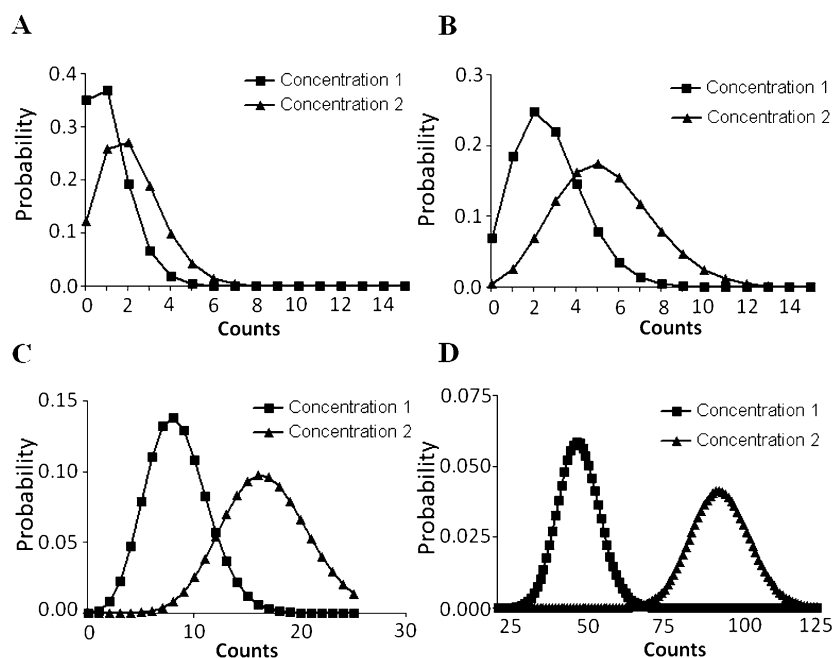 A
Probability
0.4
0.3
0.2
0.1
0.0
Concentration 1
Concentration 2
0 2 4 6 8 10 12 14
Counts
B
Probability
0.3
0.2
0.1
0.0
Concentration 1
Concentration 2
0 2 4 6 8 10 12 14
Counts
C
Probability
0.15
0.10
0.05
0.00
Concentration 1
Concentration 2
0 10 20 30
Counts
D
Probability
0.075
0.050
0.025
0.000
Concentration 1
Concentration 2
25 50 75 100 125
Counts